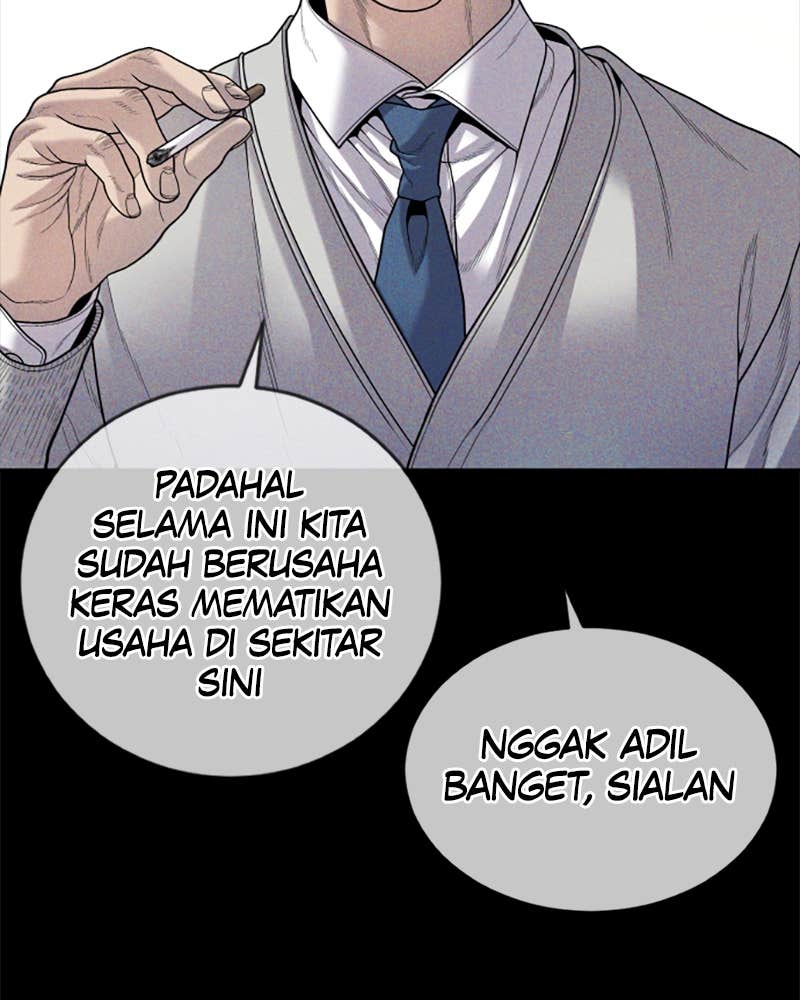 PADAHAL
SELAMA INI KITA
SUDAH BERUSAHA
KERAS MEMATIKAN
USAHA DI SEKITAR
SINI
NGGAK ADIL
BANGET, SIALAN